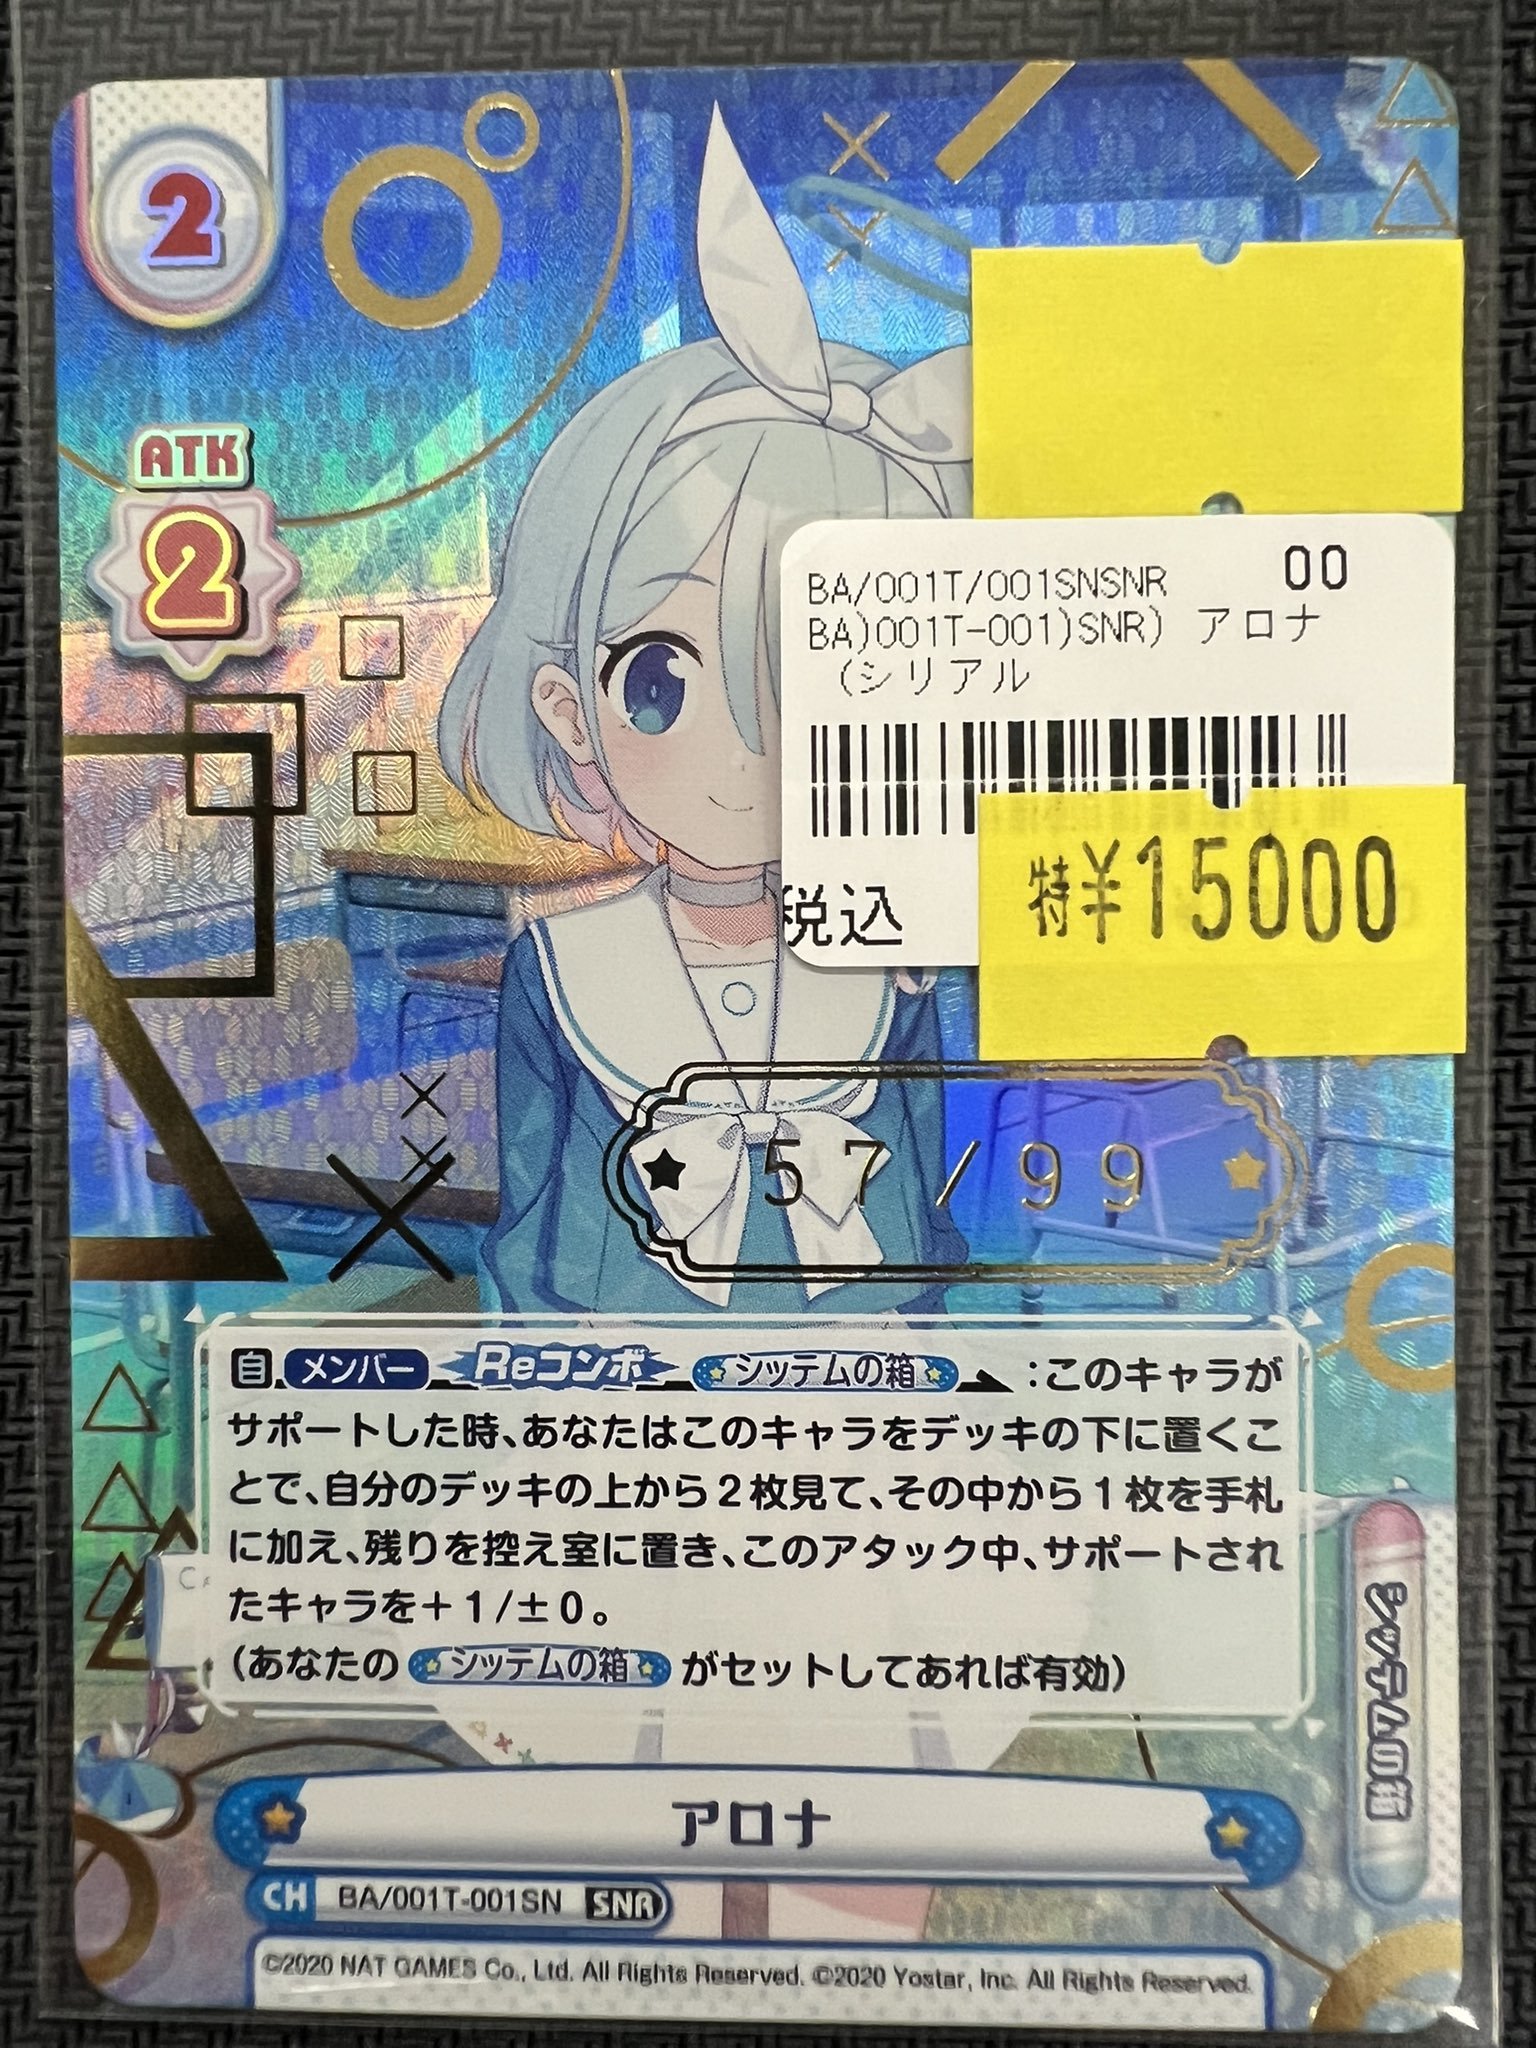 2
ATK
2
BA/001T/001SNSNR 00
BA)001T-001)SNR) アロナ
(シリアル
税込
特¥15000
57/99
自 メンバー Reコンボ シッテムの箱 :このキャラが
サポートした時、あなたはこのキャラをデッキの下に置くこ
とで、自分のデッキの上から2枚見て、その中から1枚を手札
に加え、残りを控え室に置き、このアタック中、サポートされ
たキャラを+1/±0。
(あなたの シッテムの箱 がセットしてあれば有効)
シッテムの箱
アロナ
CH BA/001T-001SN SNR
©2020 NAT GAMES Co., Ltd. All Rights Reserved. ©2020 Yostar, Inc. All Rights Reserved.